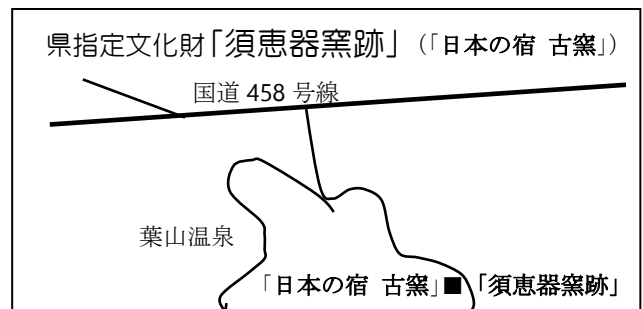 県指定文化財「須恵器窯跡」（「日本の宿 古窯」）
国道 458 号線
葉山温泉
「日本の宿 古窯」■「須恵器窯跡」